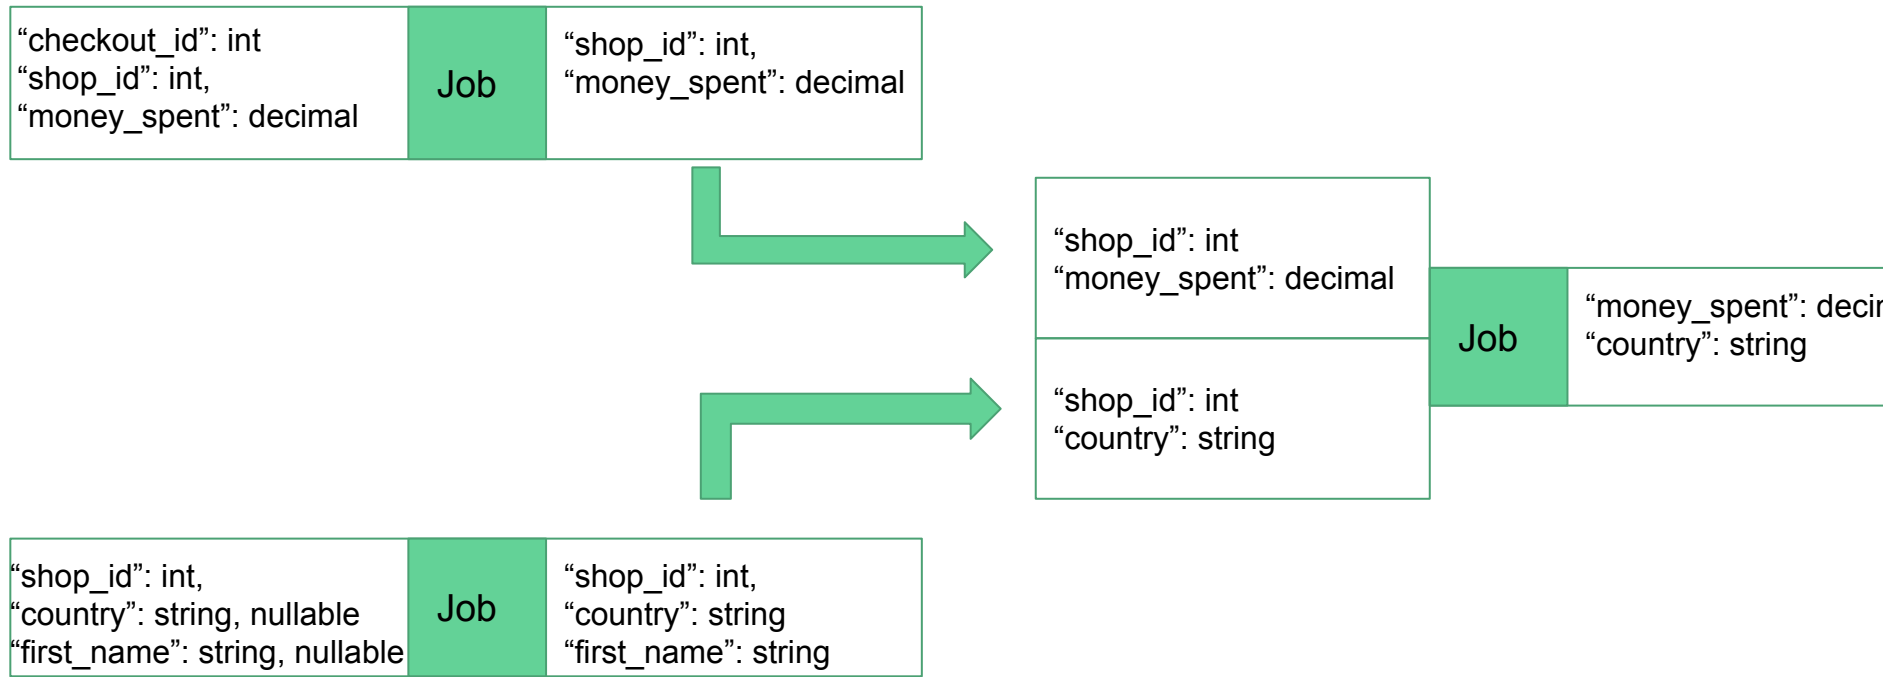 “checkout_id”: int
“shop_id”: int,
“money_spent”: decimal
Job
“shop_id”: int,
“money_spent”: decimal
“shop_id”: int
“money_spent”: decimal
“shop_id”: int
“country”: string
Job
“money_spent”:
“country”: string
“shop_id”: int,
“country”: string, nullable
“first_name”: string, nullable
Job
“shop_id”: int,
“country”: string
“first_name”: string